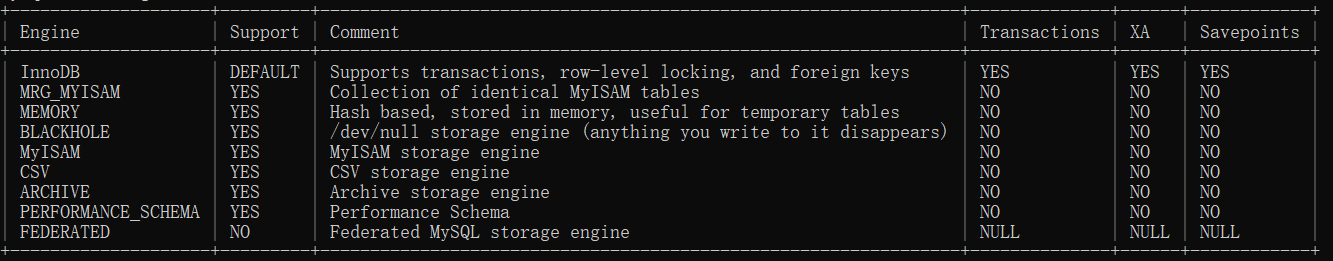 Engine | Support | Comment | Transactions | XA | Savepoints
InnoDB | DEFAULT | Supports transactions, row-level locking, and foreign keys | YES | YES | YES
MRG_MYISAM | YES | Collection of identical MyISAM tables | NO | NO | NO
MEMORY | YES | Hash based, stored in memory, useful for temporary tables | NO | NO | NO
BLACKHOLE | YES | /dev/null storage engine (anything you write to it disappears) | NO | NO | NO
MyISAM | YES | MyISAM storage engine | NO | NO | NO
CSV | YES | CSV storage engine | NO | NO | NO
ARCHIVE | YES | Archive storage engine | NO | NO | NO
PERFORMANCE_SCHEMA | YES | Performance Schema | NO | NO | NO
FEDERATED | NO | Federated MySQL storage engine | NULL | NULL | NULL